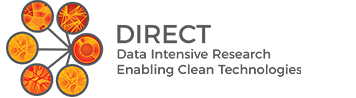 DIRECT
Data Intensive Research
Enabling Clean Technologies